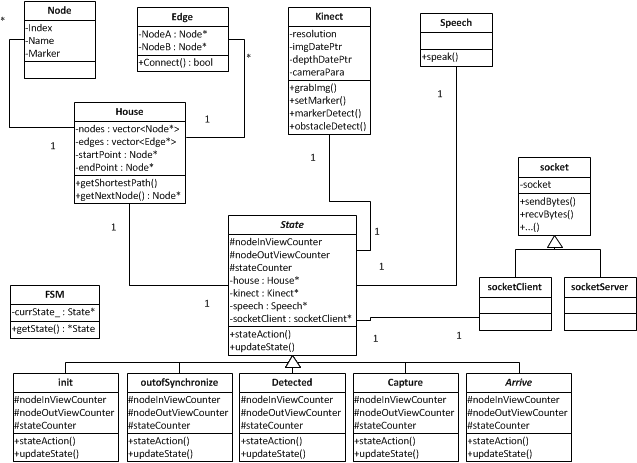 Node
-Index
-Name
-Marker
*
Edge
-NodeA : Node*
-NodeB : Node*
+Connect() : bool
*
Kinect
-resolution
-imgDatePtr
-depthDatePtr
-cameraPara
+grabImg()
+setMarker()
+markerDetect()
+obstacleDetect()
Speech
+speak()
1
House
-nodes : vector<Node*>
-edges : vector<Edge*>
-startPoint : Node*
-endPoint : Node*
+getShortestPath()
+getNextNode() : Node*
1
1
1
1
socket
-socket
+sendBytes()
+recvBytes()
+...()
State
#nodeInViewCounter
#nodeOutViewCounter
#stateCounter
-house : House*
-kinect : Kinect*
-speech : Speech*
-socketClient : socketClient*
+stateAction()
+updateState()
1
1
1
1
1
socketClient
socketServer
FSM
-currState_ : State*
+getState() : *State
init
#nodeInViewCounter
#nodeOutViewCounter
#stateCounter
+stateAction()
+updateState()
outofSynchronize
#nodeInViewCounter
#nodeOutViewCounter
#stateCounter
+stateAction()
+updateState()
Detected
#nodeInViewCounter
#nodeOutViewCounter
#stateCounter
+stateAction()
+updateState()
Capture
#nodeInViewCounter
#nodeOutViewCounter
#stateCounter
+stateAction()
+updateState()
Arrive
#nodeInViewCounter
#nodeOutViewCounter
#stateCounter
+stateAction()
+updateState()